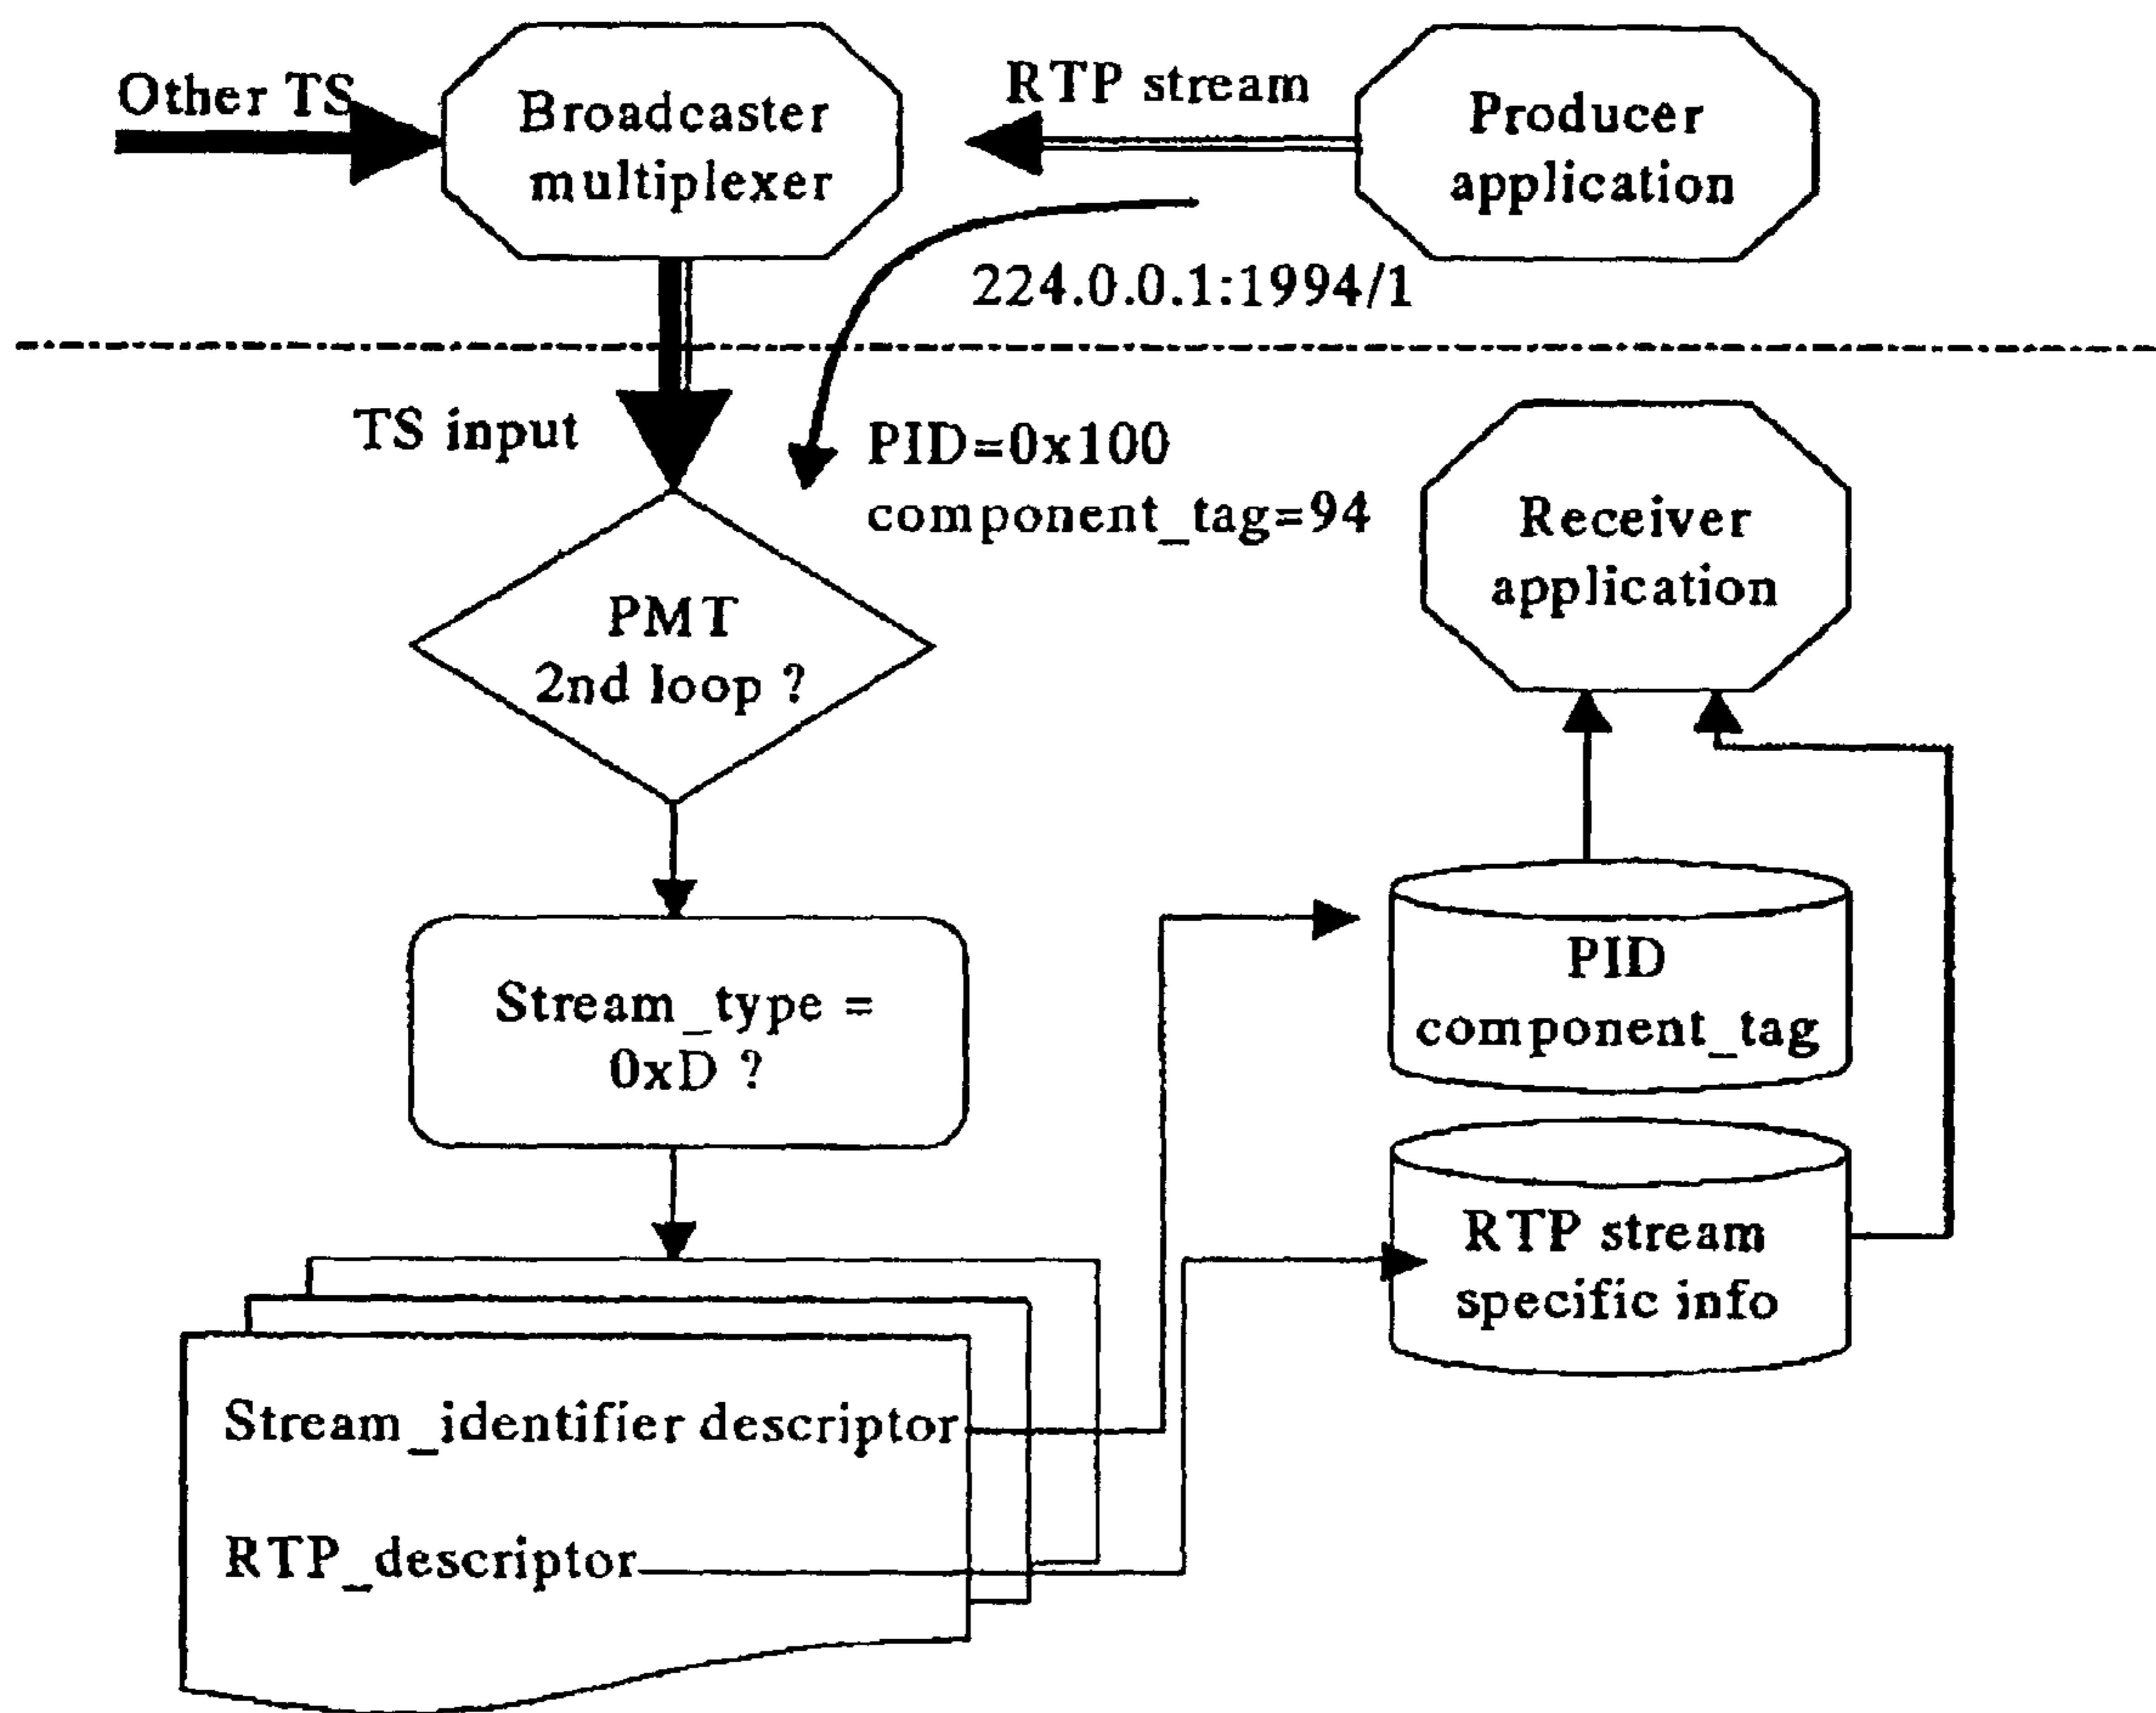 Other TS
Broadcaster
multiplexer
RTP stream
Producer
application
224.0.0.1:1994/1
TS input
PID=0x100
component_tag=94
Receiver
application
PMT
2nd loop ?
PID
component_tag
Stream_type =
0xD ?
RTP stream
specific info
Stream_identifier descriptor
RTP_descriptor